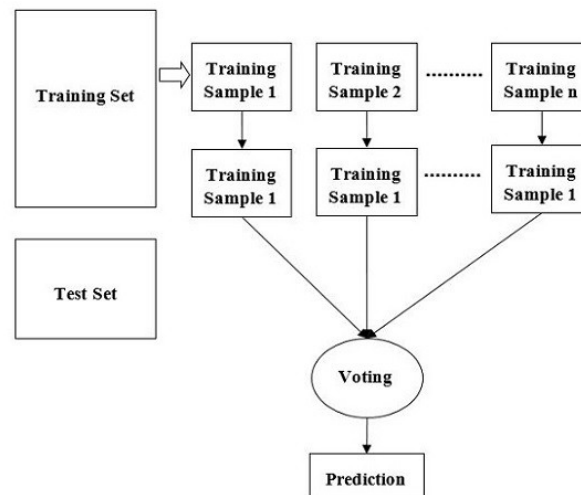 Training Set
Training
Sample 1
Training
Sample 2
Training
Sample n
Training
Sample 1
Training
Sample 1
Training
Sample 1
Test Set
Voting
Prediction